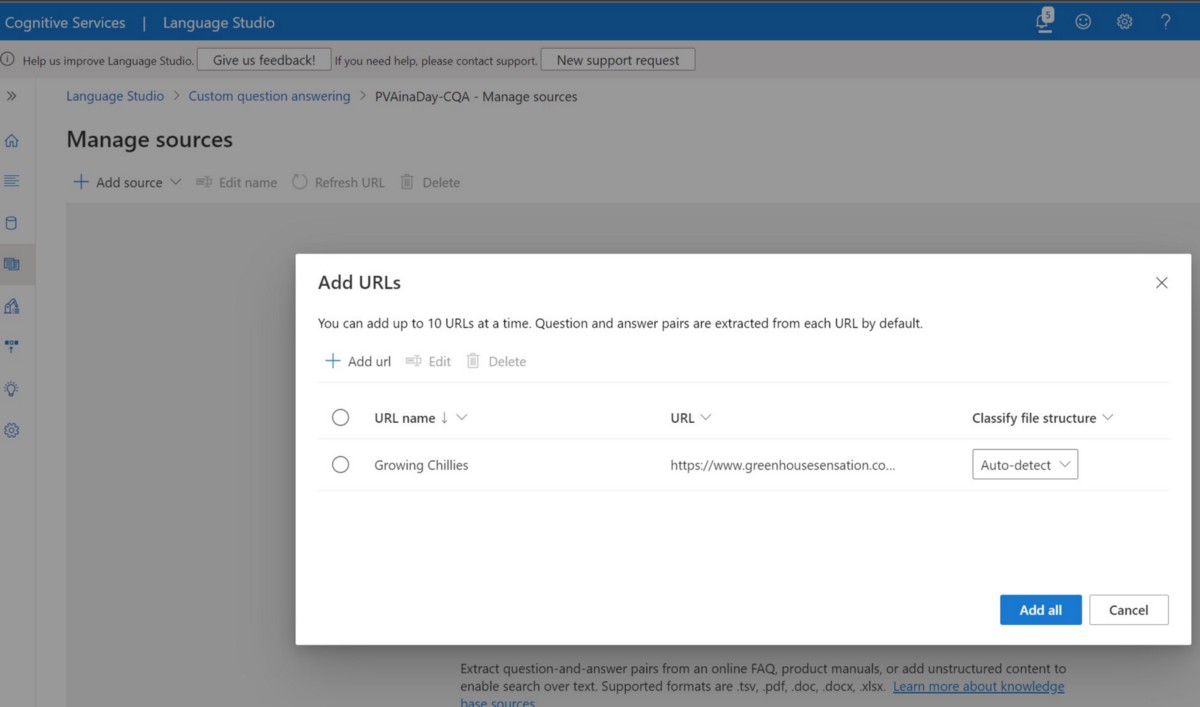 Cognitive Services | Language Studio
5
?
Help us improve Language Studio. Give us feedback! If you need help, please contact support. New support request
Language Studio > Custom question answering > PVAinaDay-CQA - Manage sources
Manage sources
+ Add source Edit name Refresh URL Delete
Add URLs
You can add up to 10 URLs at a time. Question and answer pairs are extracted from each URL by default.
+ Add url Edit Delete
URL name ↓ URL Classify file structure
Growing Chillies https://www.greenhousesensation.co... Auto-detect
Add all Cancel
Extract question-and-answer pairs from an online FAQ, product manuals, or add unstructured content to
enable search over text. Supported formats are .tsv, .pdf, .doc, .docx, .xlsx. Learn more about knowledge
base sources